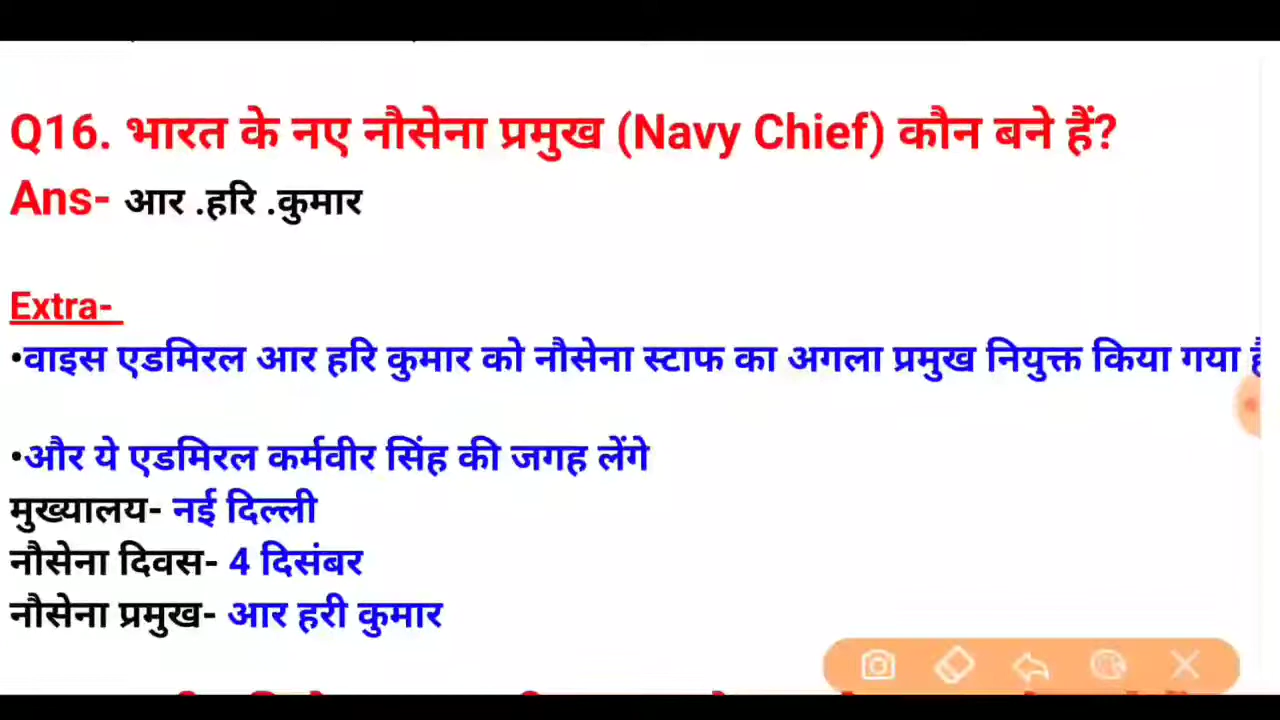 Q16. भारत के नए नौसेना प्रमुख (Navy Chief) कौन बने हैं?
Ans- आर .हरि .कुमार
Extra-
•वाइस एडमिरल आर हरि कुमार को नौसेना स्टाफ का अगला प्रमुख नियुक्त किया गया
•और ये एडमिरल कर्मवीर सिंह की जगह लेंगे
मुख्यालय- नई दिल्ली
नौसेना दिवस- 4 दिसंबर
नौसेना प्रमुख- आर हरी कुमार